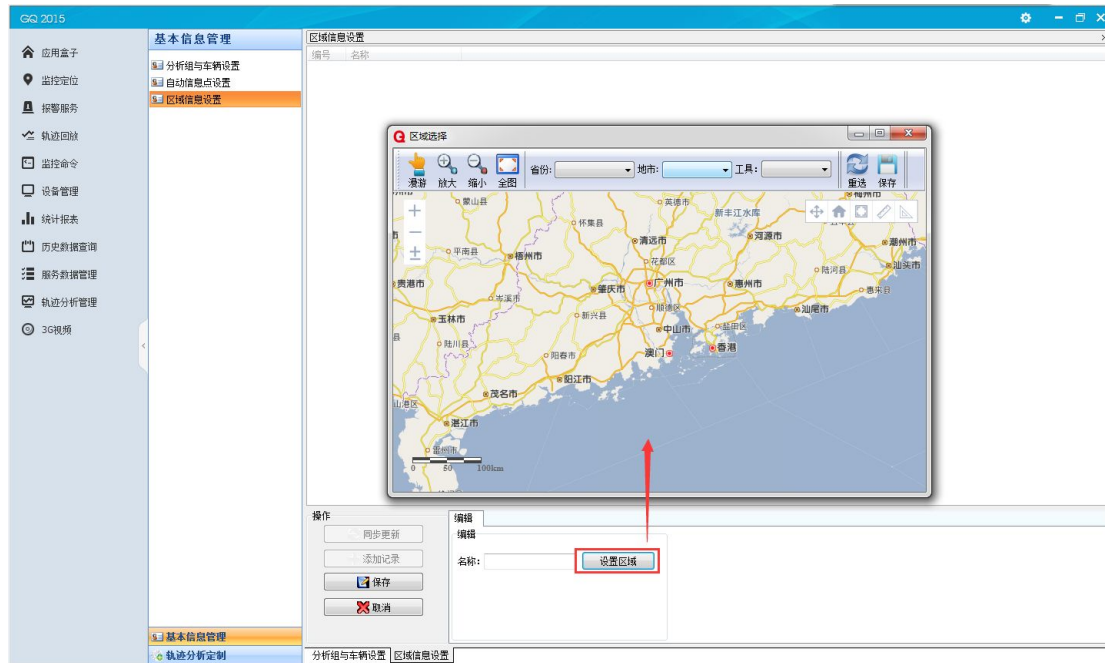 GQ 2015
应用盒子
监控定位
报警服务
轨迹回放
监控命令
设备管理
统计报表
历史数据查询
服务数据管理
轨迹分析管理
3G视频
基本信息管理
分析组与车辆设置
自动信息点设置
区域信息设置
基本信息管理
轨迹分析定制
区域信息设置
编号 名称
区域选择
漫游 放大 缩小 全图 省份: 地市: 工具: 重选 保存
蒙山县
英德市
梅州市
怀集县
新丰江水库
清远市
河源市
潮州市
平南县
梧州市
花都区
陆河县
汕头市
贵港市
肇庆市
广州市
惠州市
惠来县
岑溪市
新兴县
顺德区
汕尾市
玉林市
中山市
盐田区
陆川县
阳春市
澳门
香港
阳江市
茂名市
湛江市
雷州市
0 50 100km
操作
同步更新
添加记录
保存
取消
编辑
编辑
名称: 设置区域
分析组与车辆设置 区域信息设置